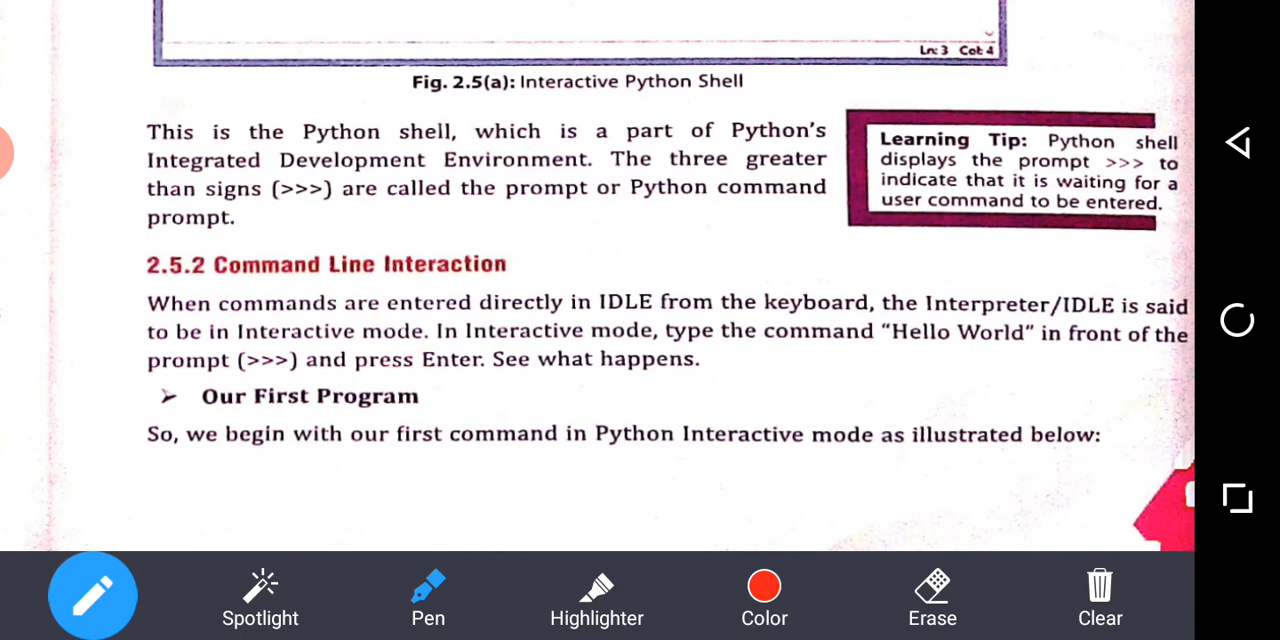 Ln: 3 Col: 4
Fig. 2.5(a): Interactive Python Shell
This is the Python shell, which is a part of Python's
Integrated Development Environment. The three greater
than signs (>>>) are called the prompt or Python command
prompt.
Learning Tip: Python shell
displays the prompt >>> to
indicate that it is waiting for a
user command to be entered.
2.5.2 Command Line Interaction
When commands are entered directly in IDLE from the keyboard, the Interpreter/IDLE is said
to be in Interactive mode. In Interactive mode, type the command "Hello World" in front of the
prompt (>>>) and press Enter. See what happens.
➢ Our First Program
So, we begin with our first command in Python Interactive mode as illustrated below:
Spotlight
Pen
Highlighter
Color
Erase
Clear